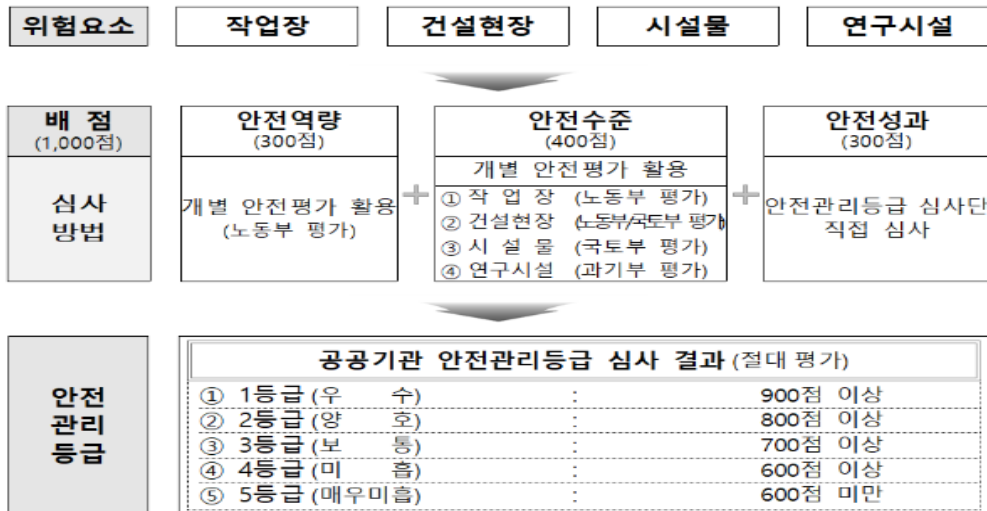 위험요소 작업장 건설현장 시설물 연구시설
배 점
(1,000점)
안전역량
(300점)
안전수준
(400점)
안전성과
(300점)
심사
방법
개별 안전평가 활용
(노동부 평가)
+
개별 안전평가 활용
① 작 업 장 (노동부 평가)
② 건설현장 (노동부/국토부 평가)
③ 시 설 물 (국토부 평가)
④ 연구시설 (과기부 평가)
+
안전관리등급 심사단
직접 심사
안전
관리
등급
공공기관 안전관리등급 심사 결과 (절대 평가)
① 1등급 (우 수) : 900점 이상
② 2등급 (양 호) : 800점 이상
③ 3등급 (보 통) : 700점 이상
④ 4등급 (미 흡) : 600점 이상
⑤ 5등급 (매우미흡) : 600점 미만